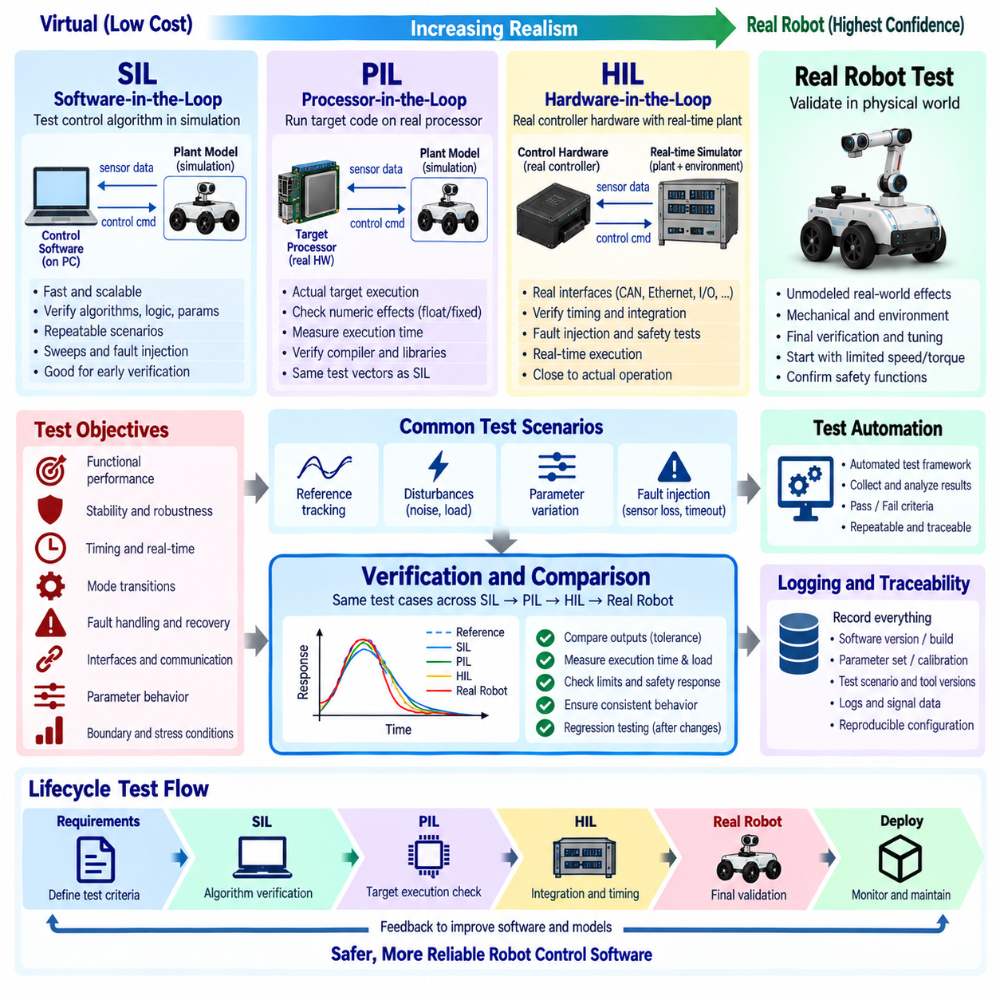 Virtual (Low Cost)
Increasing Realism
Real Robot (Highest Confidence)
SIL
Software-in-the-Loop
Test control algorithm in simulation
Plant Model
(simulation)
sensor data
control cmd
Control
Software
(on PC)
• Fast and scalable
• Verify algorithms, logic, params
• Repeatable scenarios
• Sweeps and fault injection
• Good for early verification
PIL
Processor-in-the-Loop
Run target code on real processor
Plant Model
(simulation)
sensor data
control cmd
Target
Processor
(real HW)
• Actual target execution
• Check numeric effects (float/fixed)
• Measure execution time
• Verify compiler and libraries
• Same test vectors as SIL
HIL
Hardware-in-the-Loop
Real controller hardware with real-time plant
Control Hardware
(real controller)
Real-time Simulator
(plant + environment)
sensor data
control cmd
• Real interfaces (CAN, Ethernet, I/O, ...)
• Verify timing and integration
• Fault injection and safety tests
• Real-time execution
• Close to actual operation
Real Robot Test
Validate in physical world
• Unmodeled real-world effects
• Mechanical and environment
• Final verification and tuning
• Start with limited speed/torque
• Confirm safety functions
Test Objectives
Functional
performance
Stability and robustness
Timing and real-time
Mode transitions
Fault handling and recovery
Interfaces and communication
Parameter behavior
Boundary and stress conditions
Common Test Scenarios
Reference
tracking
Disturbances
(noise, load)
Parameter
variation
Fault injection
(sensor loss, timeout)
Verification and Comparison
Same test cases across SIL → PIL → HIL → Real Robot
Response
Time
Reference
SIL
PIL
HIL
Real Robot
Compare outputs (tolerance)
Measure execution time & load
Check limits and safety response
Ensure consistent behavior
Regression testing (after changes)
Test Automation
• Automated test framework
• Collect and analyze results
• Pass / Fail criteria
• Repeatable and traceable
Logging and Traceability
Record everything
• Software version / build
• Parameter set / calibration
• Test scenario and tool versions
• Logs and signal data
• Reproducible configuration
Lifecycle Test Flow
Requirements
Define test criteria
SIL
Algorithm verification
PIL
Target execution check
HIL
Integration and timing
Real Robot
Final validation
Deploy
Monitor and maintain
Feedback to improve software and models
Safer, More Reliable Robot Control Software